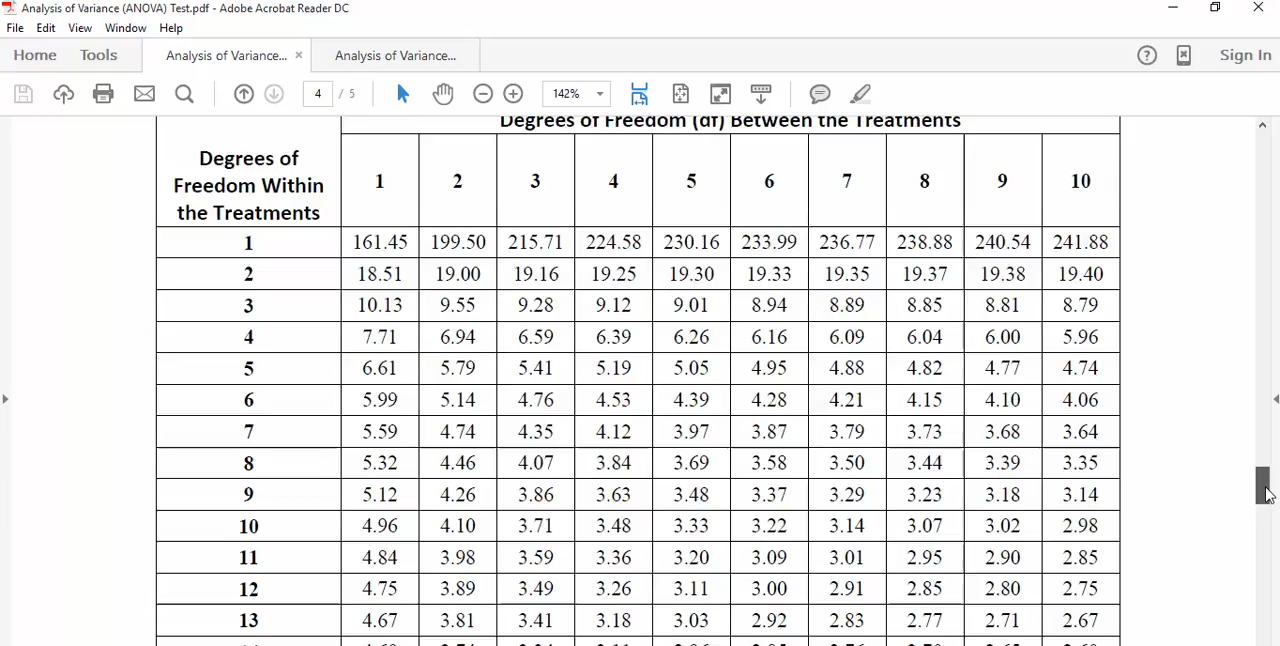 Analysis of Variance (ANOVA) Test.pdf - Adobe Acrobat Reader DC
File Edit View Window Help
Home Tools Analysis of Variance... × Analysis of Variance... Sign In
4 / 5 142%
Degrees of Freedom (df) Between the Treatments
Degrees of
Freedom Within
the Treatments
1 2 3 4 5 6 7 8 9 10
1 161.45 199.50 215.71 224.58 230.16 233.99 236.77 238.88 240.54 241.88
2 18.51 19.00 19.16 19.25 19.30 19.33 19.35 19.37 19.38 19.40
3 10.13 9.55 9.28 9.12 9.01 8.94 8.89 8.85 8.81 8.79
4 7.71 6.94 6.59 6.39 6.26 6.16 6.09 6.04 6.00 5.96
5 6.61 5.79 5.41 5.19 5.05 4.95 4.88 4.82 4.77 4.74
6 5.99 5.14 4.76 4.53 4.39 4.28 4.21 4.15 4.10 4.06
7 5.59 4.74 4.35 4.12 3.97 3.87 3.79 3.73 3.68 3.64
8 5.32 4.46 4.07 3.84 3.69 3.58 3.50 3.44 3.39 3.35
9 5.12 4.26 3.86 3.63 3.48 3.37 3.29 3.23 3.18 3.14
10 4.96 4.10 3.71 3.48 3.33 3.22 3.14 3.07 3.02 2.98
11 4.84 3.98 3.59 3.36 3.20 3.09 3.01 2.95 2.90 2.85
12 4.75 3.89 3.49 3.26 3.11 3.00 2.91 2.85 2.80 2.75
13 4.67 3.81 3.41 3.18 3.03 2.92 2.83 2.77 2.71 2.67